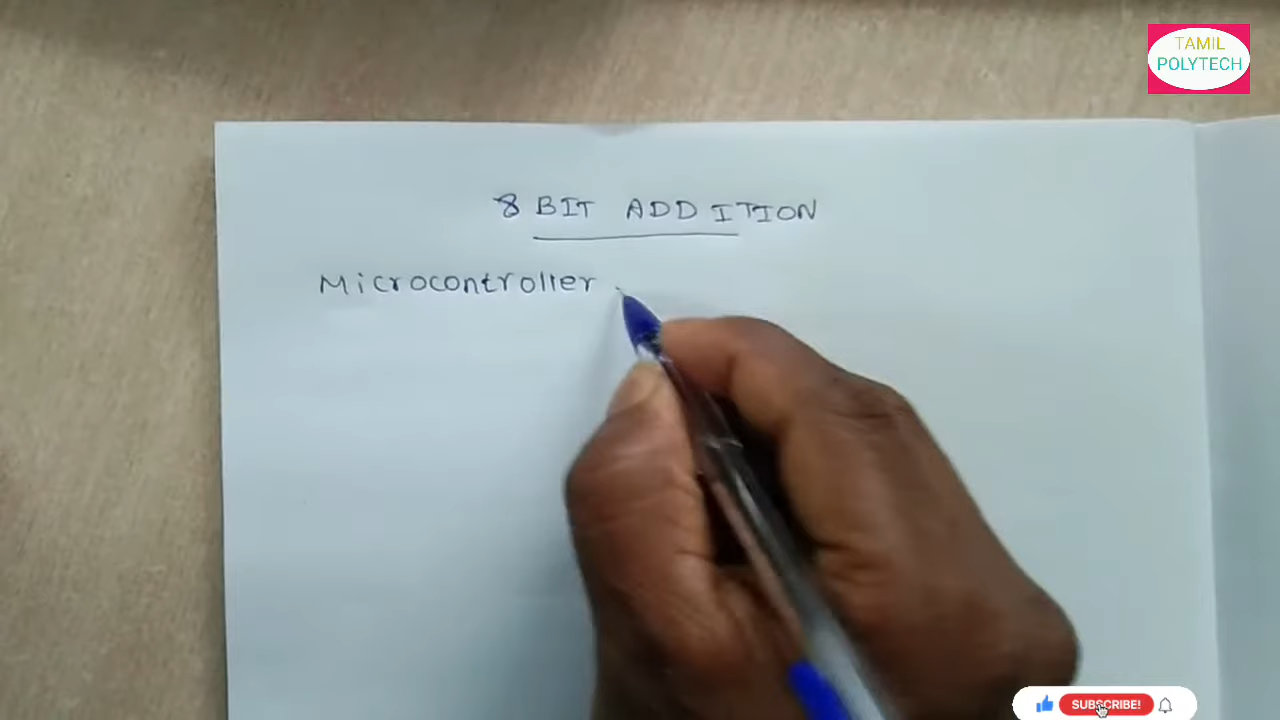 TAMIL
POLYTECH
8 BIT ADDITION
Microcontroller
SUBSCRIBE!